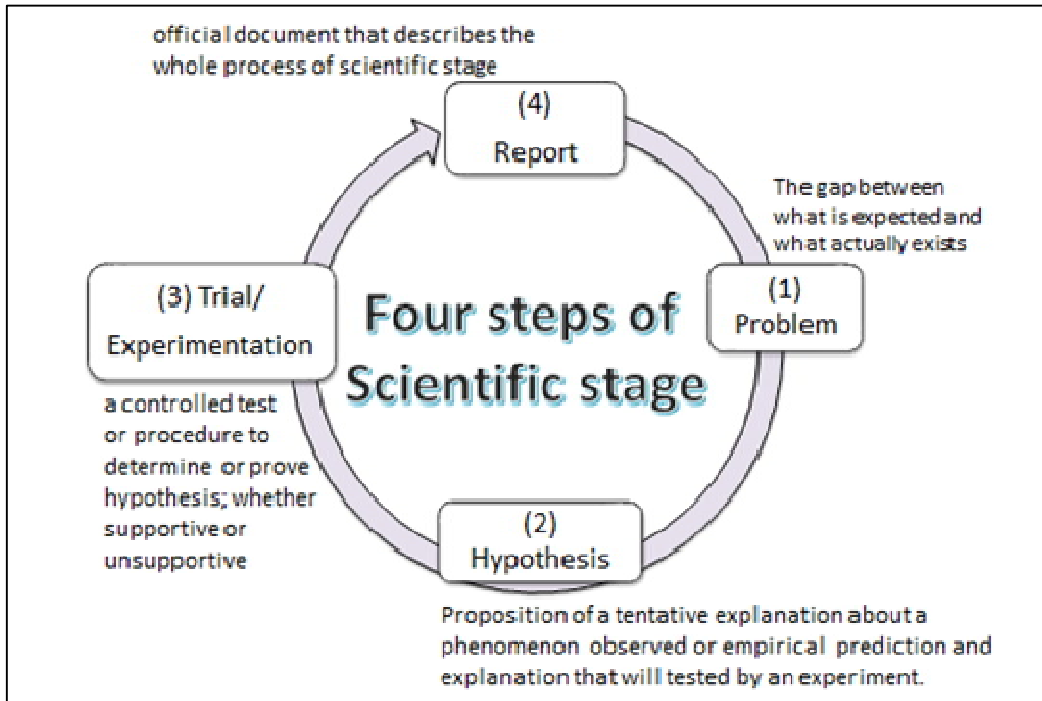 official document that describes the
whole process of scientific stage
(4)
Report
The gap between
what is expected and
what actually exists
(1)
Problem
(3) Trial/
Experimentation
Four steps of
Scientific stage
a controlled test
or procedure to
determine or prove
hypothesis; whether
supportive or
unsupportive
(2)
Hypothesis
Proposition of a tentative explanation about a
phenomenon observed or empirical prediction and
explanation that will tested by an experiment.